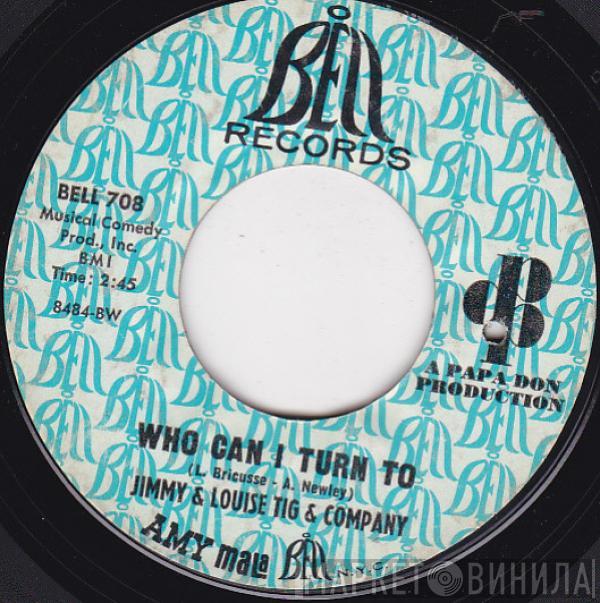 BELL
RECORDS
BELL 708
Musical Comedy
Prod., Inc.
BMI
Time: 2:45
8484-BW
A PAPA DON
PRODUCTION
WHO CAN I TURN TO
(L. Bricusse - A. Newley)
JIMMY & LOUISE TIG & COMPANY
AMY mala BELL N.Y.C.
МАРКЕТ ВИНИЛА